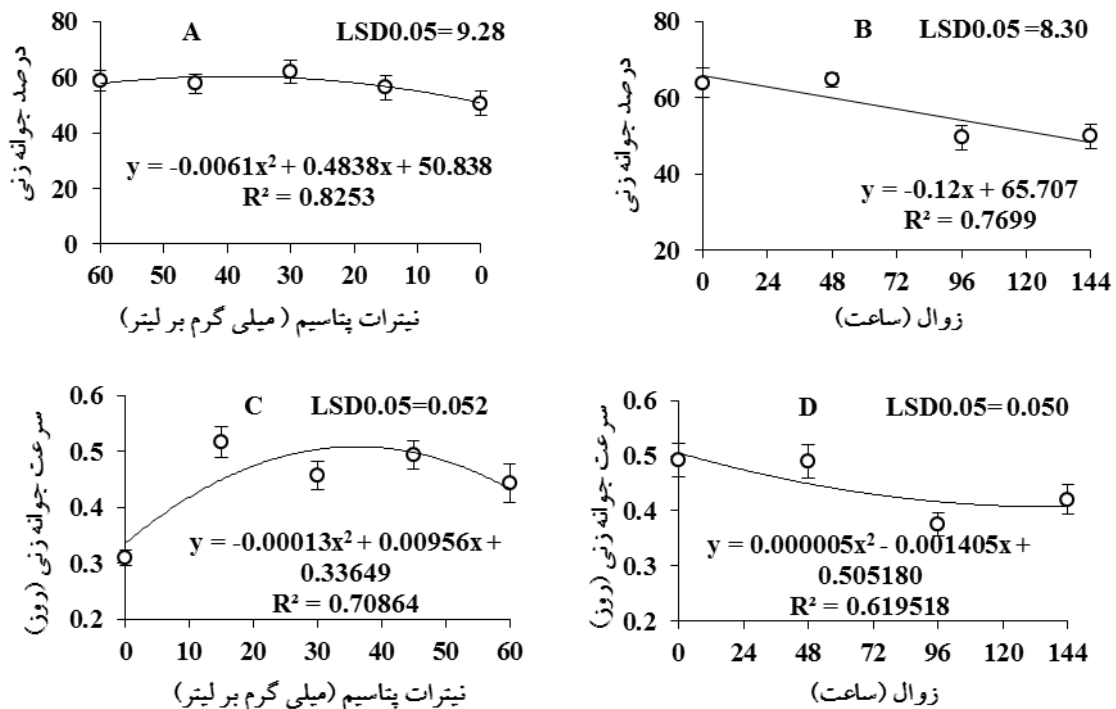 A LSD0.05= 9.28
درصد جوانه زنی
80
60
40
20
0
y = -0.0061x² + 0.4838x + 50.838
R² = 0.8253
60 50 40 30 20 10 0
نیترات پتاسیم ( میلی گرم بر لیتر)
B LSD0.05 =8.30
درصد جوانه زنی
80
60
40
20
y = -0.12x + 65.707
R² = 0.7699
0 24 48 72 96 120 144
زوال (ساعت)
C LSD0.05=0.052
سرعت جوانه زنی (روز)
0.6
0.5
0.4
0.3
0.2
y = -0.00013x² + 0.00956x +
0.33649
R² = 0.70864
0 10 20 30 40 50 60
نیترات پتاسیم (میلی گرم بر لیتر)
D LSD0.05= 0.050
سرعت جوانه زنی (روز)
0.6
0.5
0.4
0.3
0.2
y = 0.000005x² - 0.001405x +
0.505180
R² = 0.619518
0 24 48 72 96 120 144
زوال (ساعت)